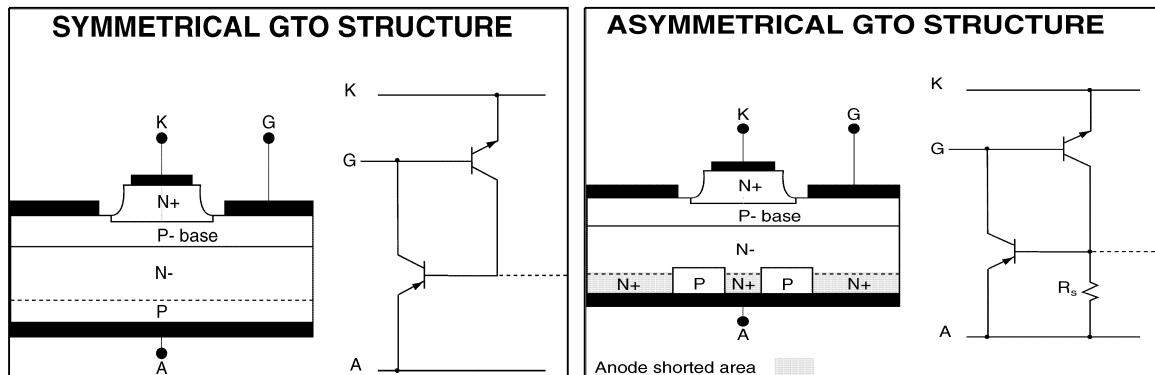 SYMMETRICAL GTO STRUCTURE
K
G
N+
P- base
N-
P
A
K
G
A
ASYMMETRICAL GTO STRUCTURE
K
G
N+
P- base
N-
N+ P N+ P N+
A
Anode shorted area
K
G
Rs
A